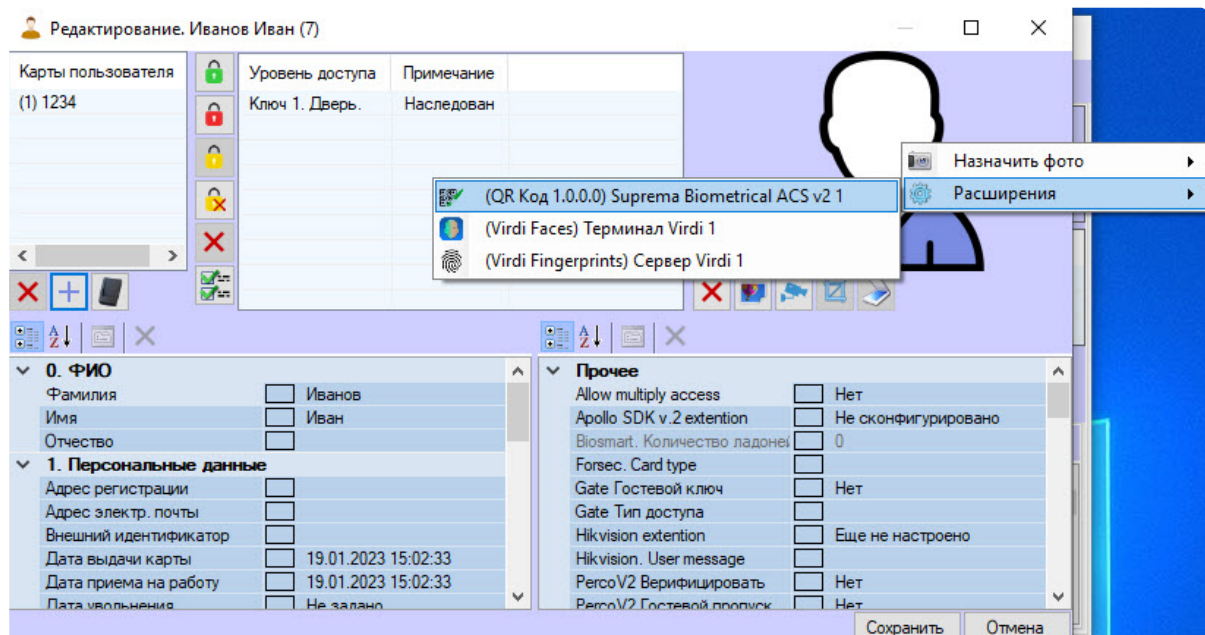 Редактирование. Иванов Иван (7)
Карты пользователя
(1) 1234
Уровень доступа Примечание
Ключ 1. Дверь. Наследован
Назначить фото
Расширения
(QR Код 1.0.0.0) Suprema Biometrical ACS v2 1
(Virdi Faces) Терминал Virdi 1
(Virdi Fingerprints) Сервер Virdi 1
0. ФИО
Фамилия Иванов
Имя Иван
Отчество
1. Персональные данные
Адрес регистрации
Адрес электр. почты
Внешний идентификатор
Дата выдачи карты 19.01.2023 15:02:33
Дата приема на работу 19.01.2023 15:02:33
Дата увольнения Не задано
Прочее
Allow multiply access Нет
Apollo SDK v.2 extention Не сконфигурировано
Biosmart. Количество ладоней 0
Forsec. Card type
Gate Гостевой ключ Нет
Gate Тип доступа
Hikvision extention Еще не настроено
Hikvision. User message
PercoV2 Верифицировать Нет
PercoV2 Гостевой пропуск Нет
Сохранить Отмена